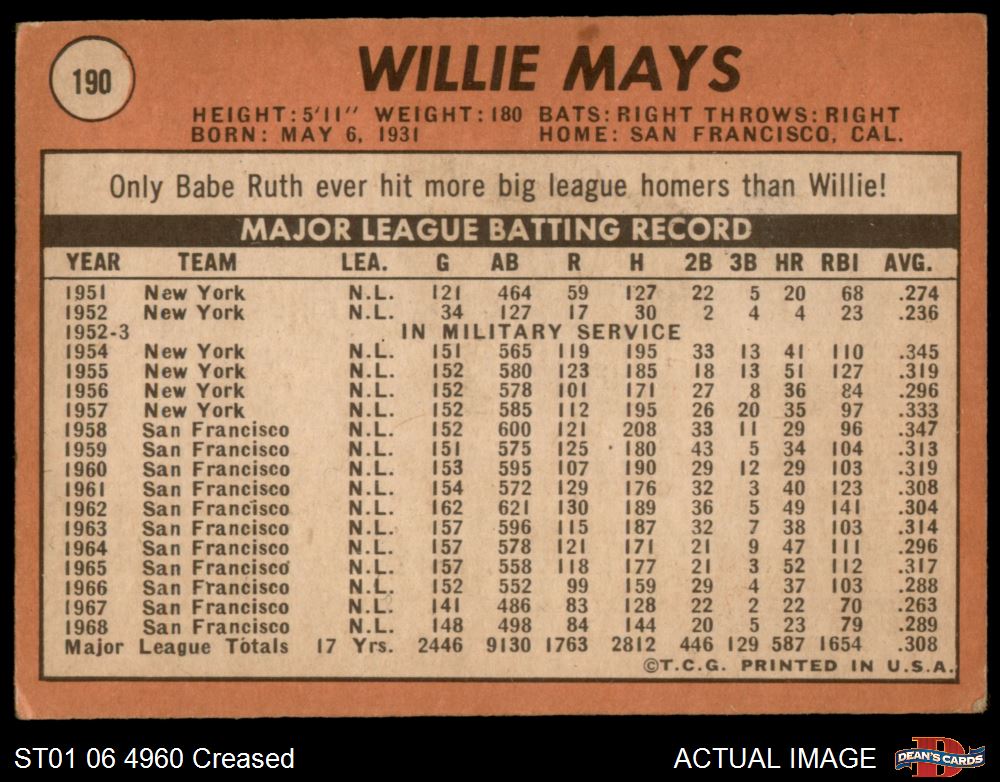 190
WILLIE MAYS
HEIGHT:5'11" WEIGHT:180 BATS:RIGHT THROWS:RIGHT
BORN: MAY 6, 1931 HOME: SAN FRANCISCO, CAL.
Only Babe Ruth ever hit more big league homers than Willie!
MAJOR LEAGUE BATTING RECORD
YEAR TEAM LEA. G AB R H 2B 3B HR RBI AVG.
1951 New York N.L. 121 464 59 127 22 5 20 68 .274
1952 New York N.L. 34 127 17 30 2 4 4 23 .236
1952-3 IN MILITARY SERVICE
1954 New York N.L. 151 565 119 195 33 13 41 110 .345
1955 New York N.L. 152 580 123 185 18 13 51 127 .319
1956 New York N.L. 152 578 101 171 27 8 36 84 .296
1957 New York N.L. 152 585 112 195 26 20 35 97 .333
1958 San Francisco N.L. 152 600 121 208 33 11 29 96 .347
1959 San Francisco N.L. 151 575 125 180 43 5 34 104 .313
1960 San Francisco N.L. 153 595 107 190 29 12 29 103 .319
1961 San Francisco N.L. 154 572 129 176 32 3 40 123 .308
1962 San Francisco N.L. 162 621 130 189 36 5 49 141 .304
1963 San Francisco N.L. 157 596 115 187 32 7 38 103 .314
1964 San Francisco N.L. 157 578 121 171 21 9 47 111 .296
1965 San Francisco N.L. 157 558 118 177 21 3 52 112 .317
1966 San Francisco N.L. 152 552 99 159 29 4 37 103 .288
1967 San Francisco N.L. 141 486 83 128 22 2 22 70 .263
1968 San Francisco N.L. 148 498 84 144 20 5 23 79 .289
Major League Totals 17 Yrs. 2446 9130 1763 2812 446 129 587 1654 .308
©T.C.G. PRINTED IN U.S.A.
ST01 06 4960 Creased
ACTUAL IMAGE
D
DEAN'S CARDS